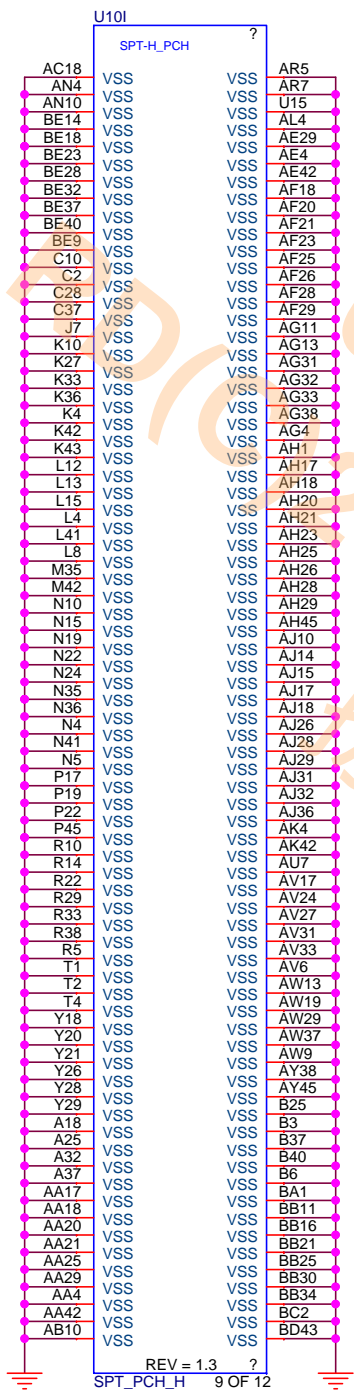 U10I
?
SPT-H_PCH
AC18 VSS VSS AR5
AN4 VSS VSS AR7
AN10 VSS VSS U15
BE14 VSS VSS AL4
BE18 VSS VSS AE29
BE23 VSS VSS AE4
BE28 VSS VSS AE42
BE32 VSS VSS AF18
BE37 VSS VSS AF20
BE40 VSS VSS AF21
BE9 VSS VSS AF23
C10 VSS VSS AF25
C2 VSS VSS AF26
C28 VSS VSS AF28
C37 VSS VSS AF29
J7 VSS VSS AG11
K10 VSS VSS AG13
K27 VSS VSS AG31
K33 VSS VSS AG32
K36 VSS VSS AG33
K4 VSS VSS AG38
K42 VSS VSS AG4
K43 VSS VSS AH1
L12 VSS VSS AH17
L13 VSS VSS AH18
L15 VSS VSS AH20
L4 VSS VSS AH21
L41 VSS VSS AH23
L8 VSS VSS AH25
M35 VSS VSS AH26
M42 VSS VSS AH28
N10 VSS VSS AH29
N15 VSS VSS AH45
N19 VSS VSS AJ10
N22 VSS VSS AJ14
N24 VSS VSS AJ15
N35 VSS VSS AJ17
N36 VSS VSS AJ18
N4 VSS VSS AJ26
N41 VSS VSS AJ28
N5 VSS VSS AJ29
P17 VSS VSS AJ31
P19 VSS VSS AJ32
P22 VSS VSS AJ36
P45 VSS VSS AK4
R10 VSS VSS AK42
R14 VSS VSS AU7
R22 VSS VSS AV17
R29 VSS VSS AV24
R33 VSS VSS AV27
R38 VSS VSS AV31
R5 VSS VSS AV33
T1 VSS VSS AV6
T2 VSS VSS AW13
T4 VSS VSS AW19
Y18 VSS VSS AW29
Y20 VSS VSS AW37
Y21 VSS VSS AW9
Y26 VSS VSS AY38
Y28 VSS VSS AY45
Y29 VSS VSS B25
A18 VSS VSS B3
A25 VSS VSS B37
A32 VSS VSS B40
A37 VSS VSS B6
AA17 VSS VSS BA1
AA18 VSS VSS BB11
AA20 VSS VSS BB16
AA21 VSS VSS BB21
AA25 VSS VSS BB25
AA29 VSS VSS BB30
AA4 VSS VSS BB34
AA42 VSS VSS BC2
AB10 VSS VSS BD43
REV = 1.3 ?
SPT_PCH_H 9 OF 12